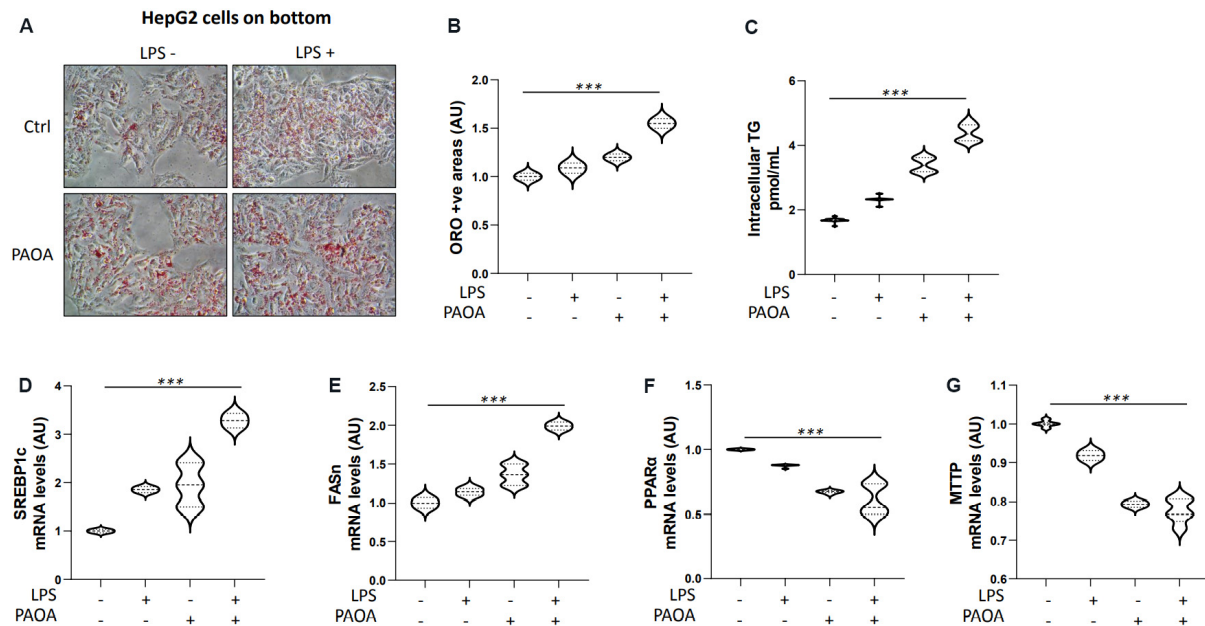 HepG2 cells on bottom
A
LPS -
LPS +
Ctrl
PAOA
B
ORO +ve areas (AU)
2.0
1.5
1.0
0.5
0.0
***
LPS - + - +
PAOA - - + +
C
Intracellular TG
pmol/mL
6
4
2
0
***
LPS - + - +
PAOA - - + +
D
SREBP1c
mRNA levels (AU)
4
3
2
1
0
***
LPS - + - +
PAOA - - + +
E
FASn
mRNA levels (AU)
2.5
2.0
1.5
1.0
0.5
0.0
***
LPS - + - +
PAOA - - + +
F
PPARα
mRNA levels (AU)
1.5
1.0
0.5
0.0
***
LPS - + - +
PAOA - - + +
G
MTTP
mRNA levels (AU)
1.1
1.0
0.9
0.8
0.7
0.6
***
LPS - + - +
PAOA - - + +